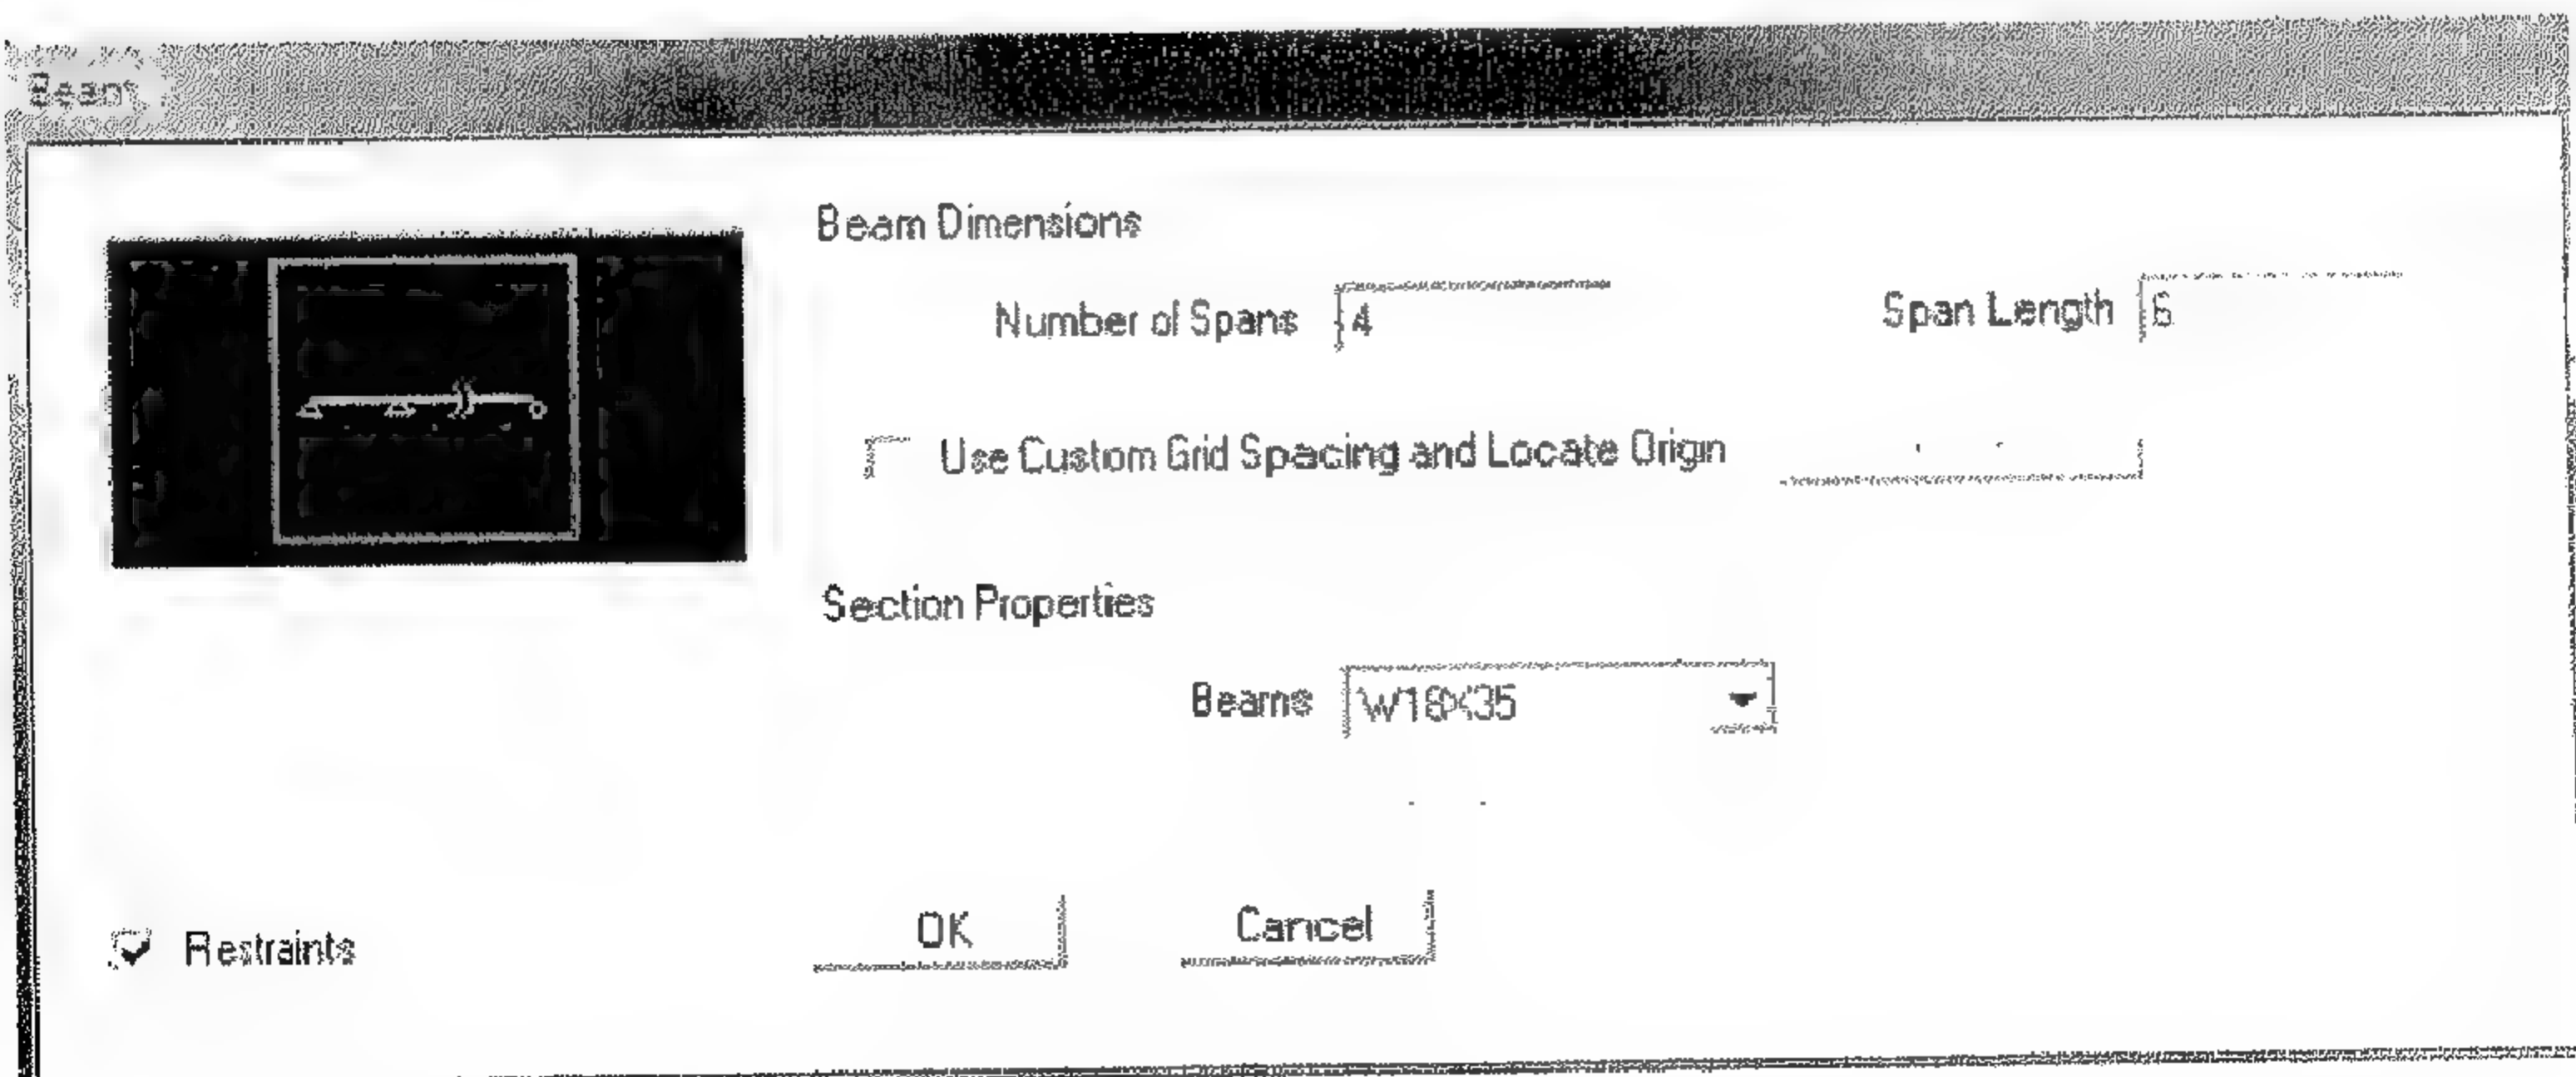 Beam
Beam Dimensions
Number of Spans 4
Span Length 6
Use Custom Grid Spacing and Locate Origin
Section Properties
Beams W18X35
Restraints
OK
Cancel